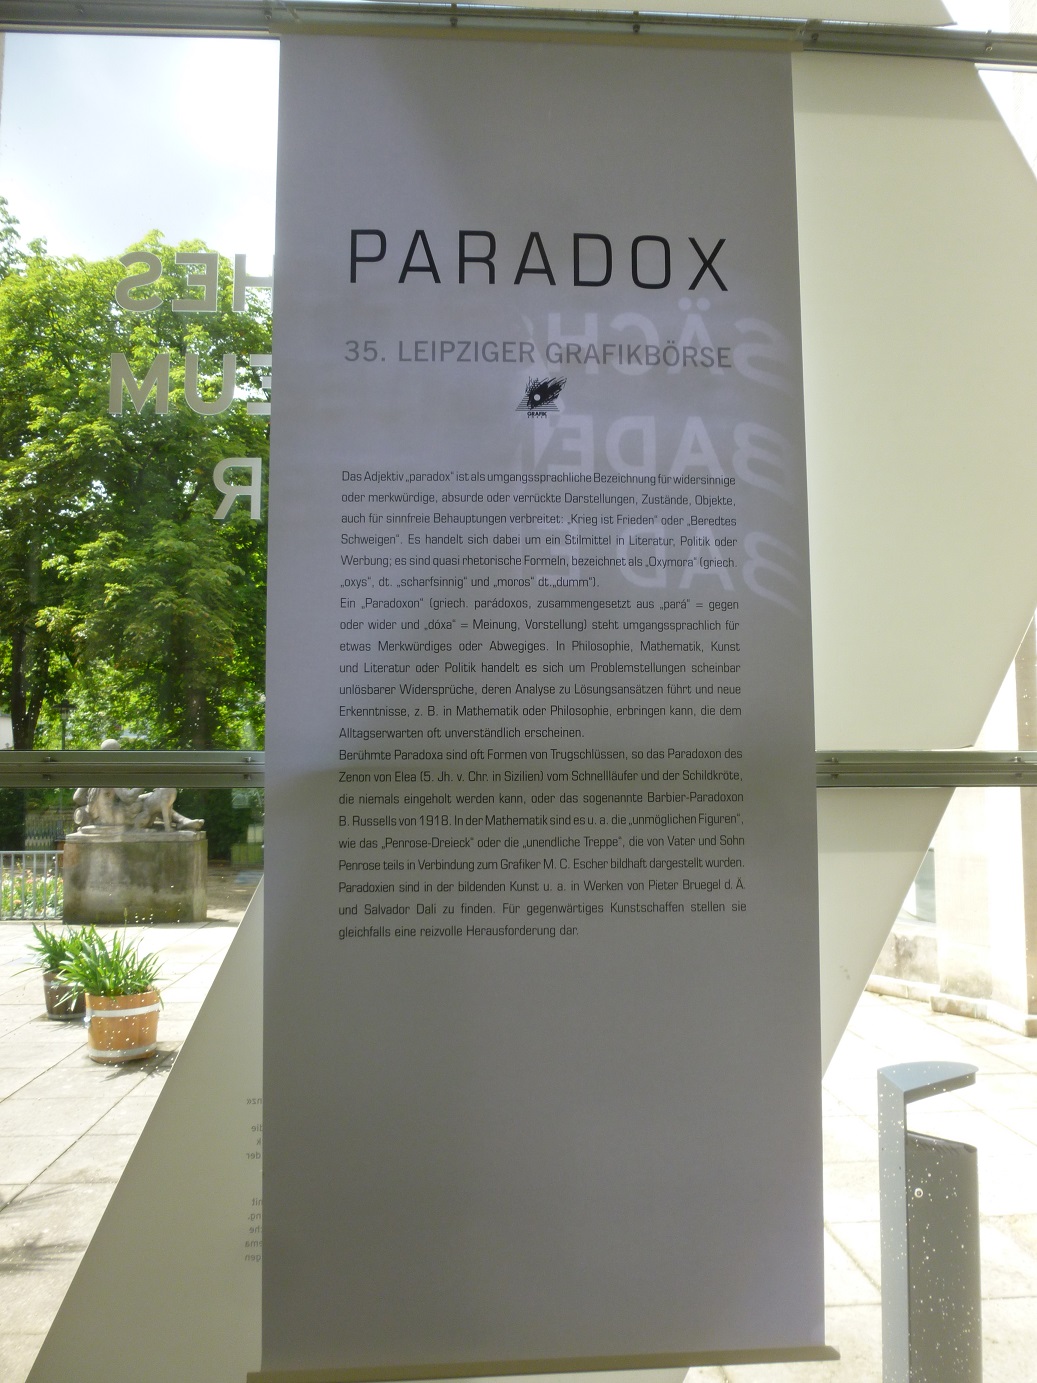 PARADOX
35. LEIPZIGER GRAFIKBÖRSE
GRAFIK
Das Adjektiv „paradox“ ist als umgangssprachliche Bezeichnung für widersinnige
oder merkwürdige, absurde oder verrückte Darstellungen, Zustände, Objekte,
auch für sinnfreie Behauptungen verbreitet: „Krieg ist Frieden“ oder „Beredtes
Schweigen“. Es handelt sich dabei um ein Stilmittel in Literatur, Politik oder
Werbung; es sind quasi rhetorische Formeln, bezeichnet als „Oxymora“ (griech.
„oxys“, dt. „scharfsinnig“ und „moros“ dt.„dumm“).
Ein „Paradoxon“ (griech. parádoxos, zusammengesetzt aus „pará“ = gegen
oder wider und „dóxa“ = Meinung, Vorstellung) steht umgangssprachlich für
etwas Merkwürdiges oder Abwegiges. In Philosophie, Mathematik, Kunst
und Literatur oder Politik handelt es sich um Problemstellungen scheinbar
unlösbarer Widersprüche, deren Analyse zu Lösungsansätzen führt und neue
Erkenntnisse, z. B. in Mathematik oder Philosophie, erbringen kann, die dem
Alltagserwarten oft unverständlich erscheinen.
Berühmte Paradoxa sind oft Formen von Trugschlüssen, so das Paradoxon des
Zenon von Elea (5. Jh. v. Chr. in Sizilien) vom Schnellläufer und der Schildkröte,
die niemals eingeholt werden kann, oder das sogenannte Barbier-Paradoxon
B. Russells von 1918. In der Mathematik sind es u. a. die „unmöglichen Figuren“,
wie das „Penrose-Dreieck“ oder die „unendliche Treppe“, die von Vater und Sohn
Penrose teils in Verbindung zum Grafiker M. C. Escher bildhaft dargestellt wurden.
Paradoxien sind in der bildenden Kunst u. a. in Werken von Pieter Bruegel d. Ä.
und Salvador Dali zu finden. Für gegenwärtiges Kunstschaffen stellen sie
gleichfalls eine reizvolle Herausforderung dar.
SÄCH
HES
BADE
EUM
BADE
R